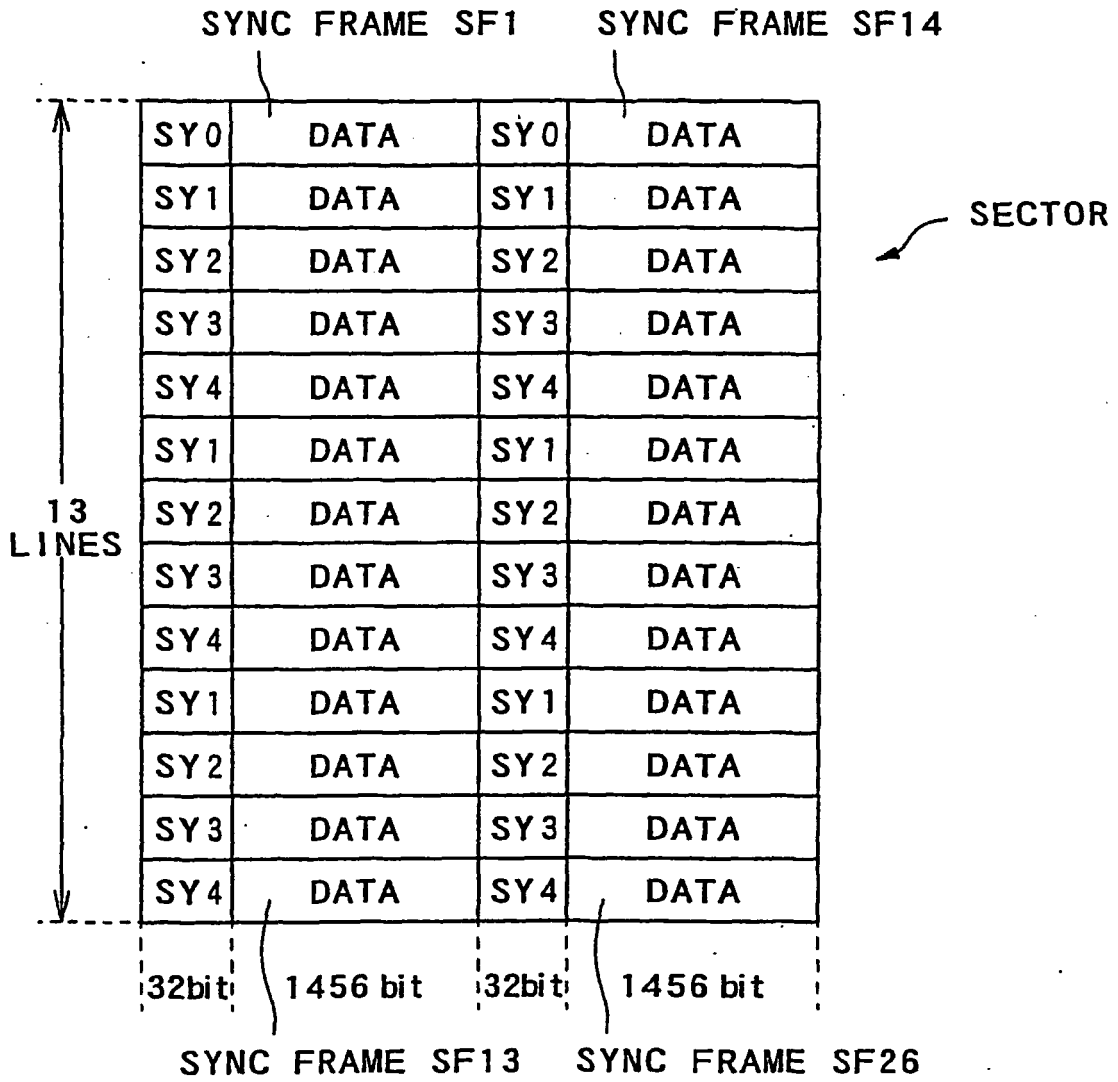 SYNC FRAME SF1 SYNC FRAME SF14
SY0 DATA SY0 DATA
SY1 DATA SY1 DATA
SECTOR
SY2 DATA SY2 DATA
SY3 DATA SY3 DATA
SY4 DATA SY4 DATA
SY1 DATA SY1 DATA
13
LINES
SY2 DATA SY2 DATA
SY3 DATA SY3 DATA
SY4 DATA SY4 DATA
SY1 DATA SY1 DATA
SY2 DATA SY2 DATA
SY3 DATA SY3 DATA
SY4 DATA SY4 DATA
32bit 1456 bit 32bit 1456 bit
SYNC FRAME SF13 SYNC FRAME SF26